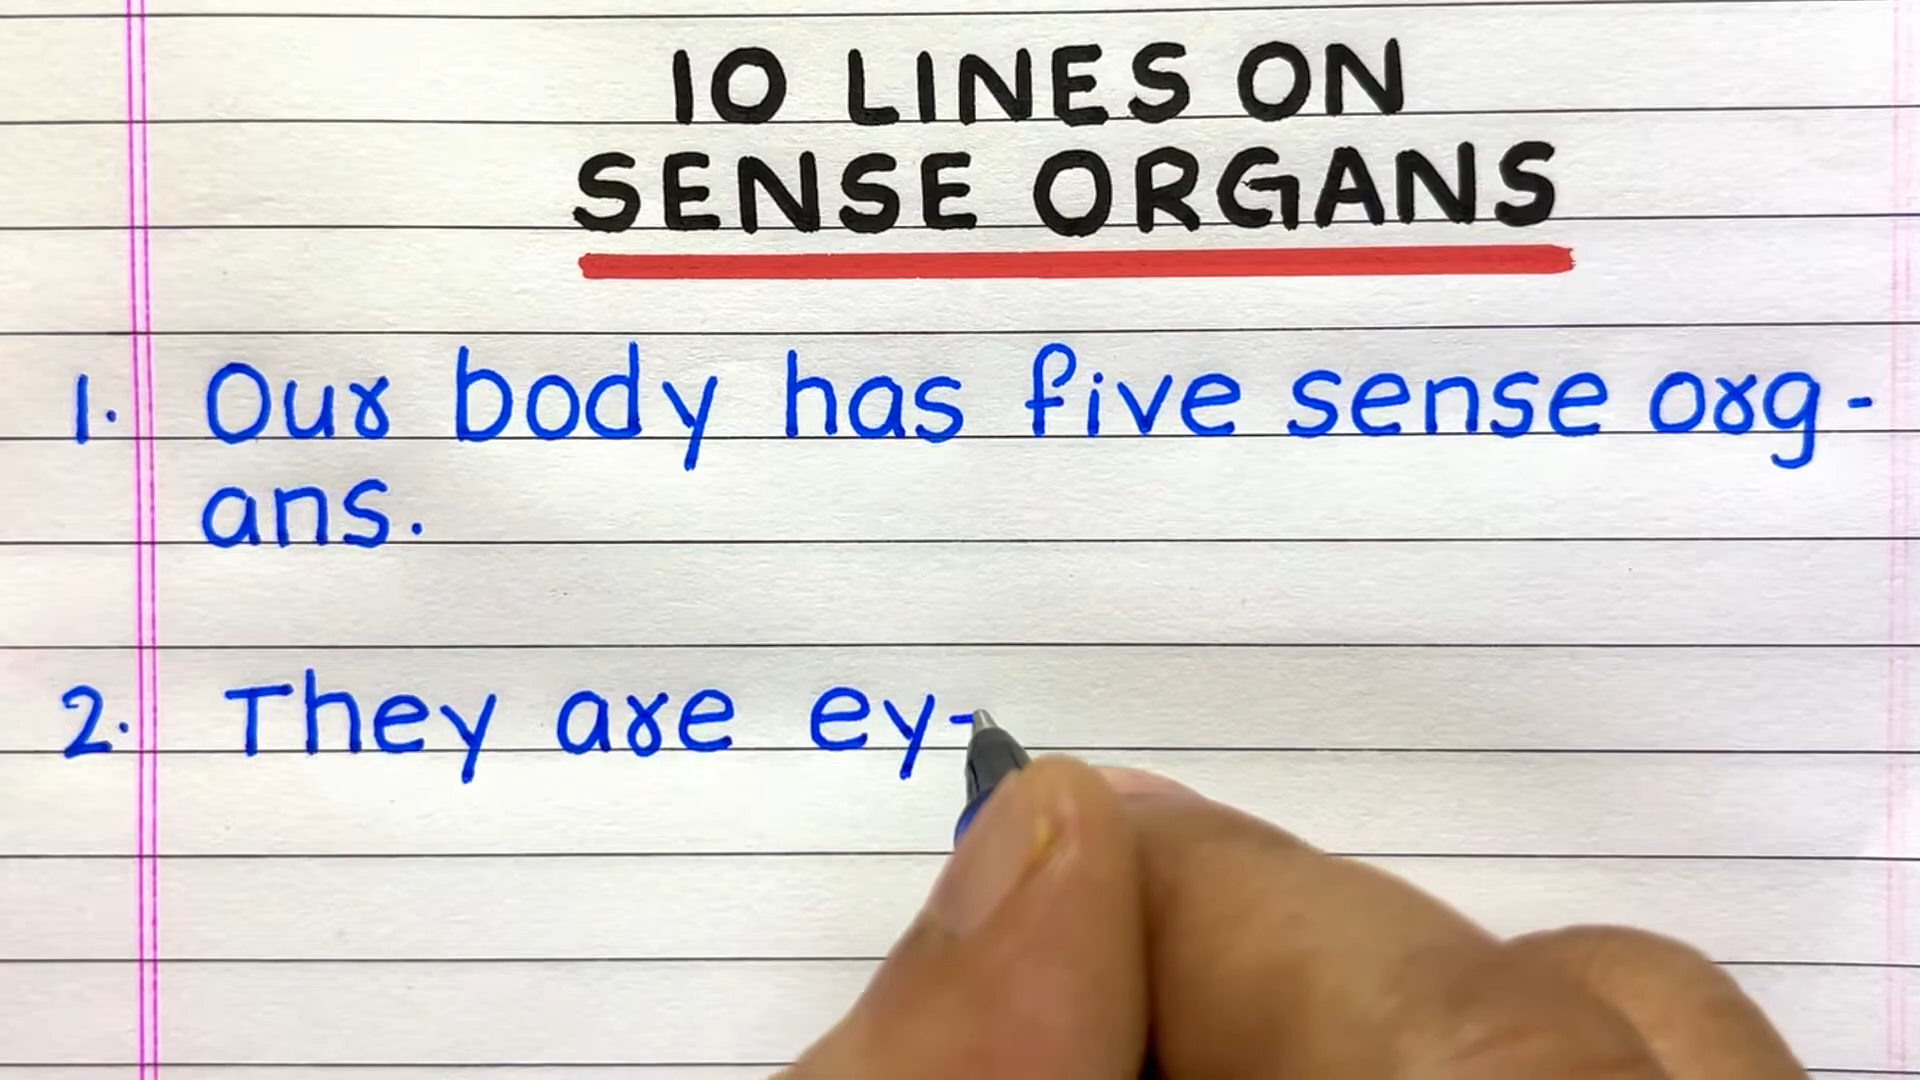 10 LINES ON
SENSE ORGANS
1. Our body has five sense org-
ans.
2. They are ey